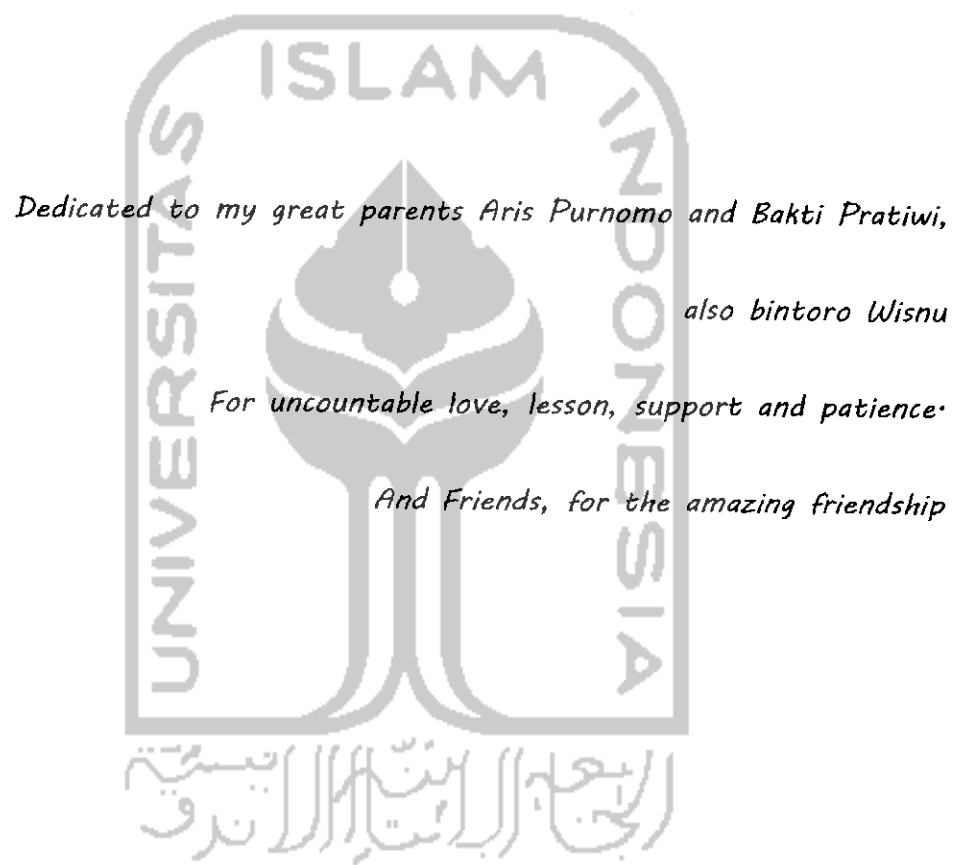 ISLAM
UNIVERSITAS
INDONESIA
Dedicated to my great parents Aris Purnomo and Bakti Pratiwi,
also bintoro Wisnu
For uncountable love, lesson, support and patience.
And Friends, for the amazing friendship